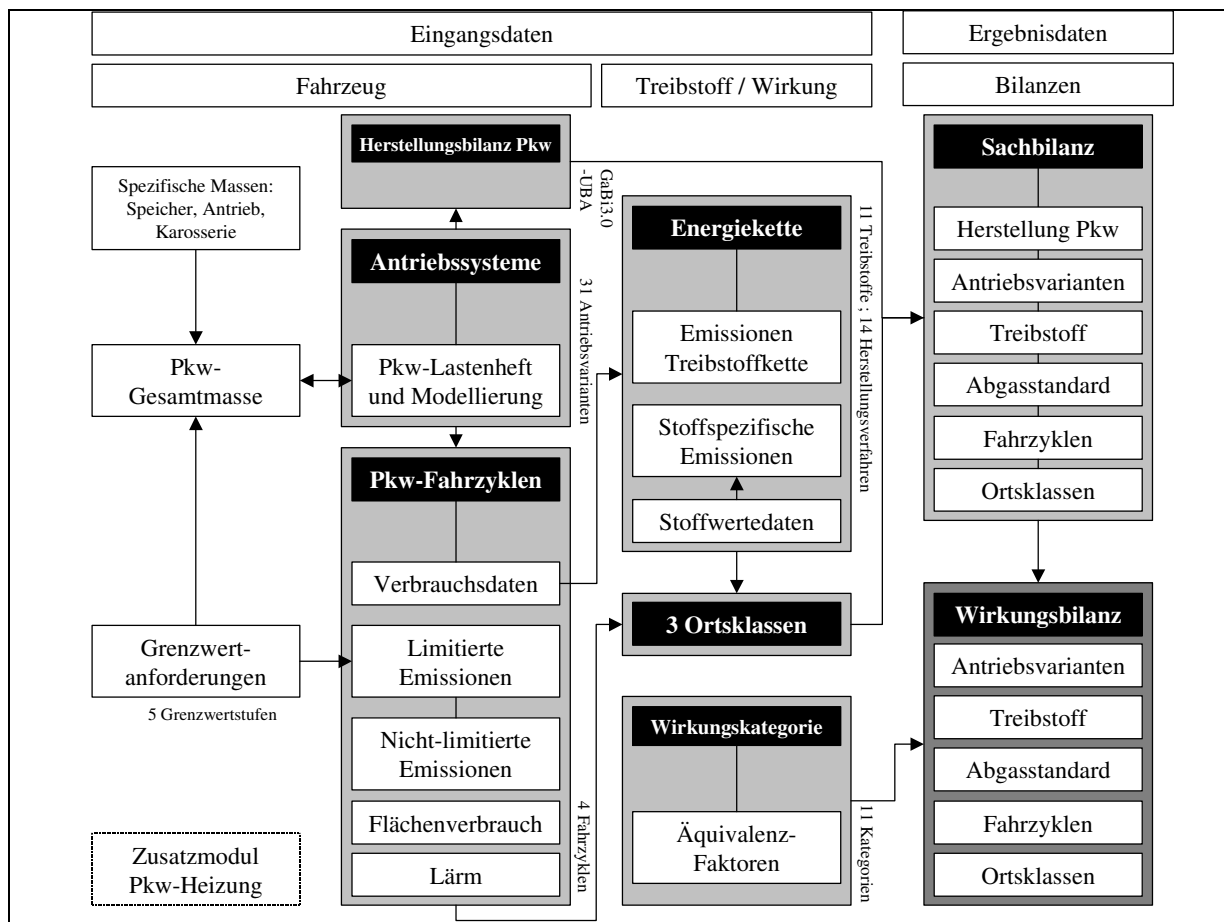 Eingangsdaten
Ergebnisdaten
Fahrzeug
Treibstoff / Wirkung
Bilanzen
Spezifische Massen:
Speicher, Antrieb,
Karosserie
Pkw-
Gesamtmasse
Grenzwert-
anforderungen
5 Grenzwertstufen
Zusatzmodul
Pkw-Heizung
Herstellungsbilanz Pkw
GaBi3.0
-UBA
Antriebssysteme
Pkw-Lastenheft
und Modellierung
31 Antriebsvarianten
Pkw-Fahrzyklen
Verbrauchsdaten
Limitierte
Emissionen
Nicht-limitierte
Emissionen
Flächenverbrauch
Lärm
4 Fahrzyklen
Energiekette
Emissionen
Treibstoffkette
Stoffspezifische
Emissionen
Stoffwertedaten
11 Treibstoffe ; 14 Herstellungsverfahren
3 Ortsklassen
Wirkungskategorie
Äquivalenz-
Faktoren
11 Kategorien
Sachbilanz
Herstellung Pkw
Antriebsvarianten
Treibstoff
Abgasstandard
Fahrzyklen
Ortsklassen
Wirkungsbilanz
Antriebsvarianten
Treibstoff
Abgasstandard
Fahrzyklen
Ortsklassen